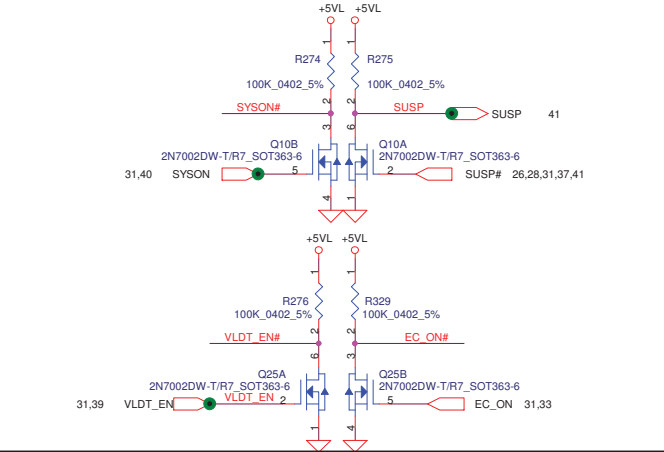 +5VL +5VL
1 1
R274 R275
100K_0402_5% 100K_0402_5%
2 2
SYSON# SUSP SUSP 41
3 6
Q10B Q10A
2N7002DW-T/R7_SOT363-6 2N7002DW-T/R7_SOT363-6
31,40 SYSON 5 2 SUSP# 26,28,31,37,41
4 1
+5VL +5VL
1 1
R276 R329
100K_0402_5% 100K_0402_5%
2 2
VLDT_EN# EC_ON#
6 3
Q25A Q25B
2N7002DW-T/R7_SOT363-6 2N7002DW-T/R7_SOT363-6
31,39 VLDT_EN VLDT_EN 2 5 EC_ON 31,33
1 4